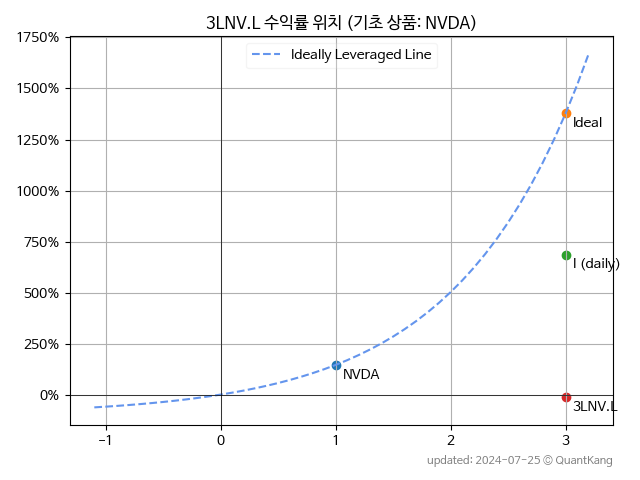 3LNV.L 수익률 위치 (기초 상품: NVDA)
Ideally Leveraged Line
1750%
1500%
1250%
1000%
750%
500%
250%
0%
Ideal
I (daily)
NVDA
3LNV.L
−1
0
1
2
3
updated: 2024-07-25 © QuantKang